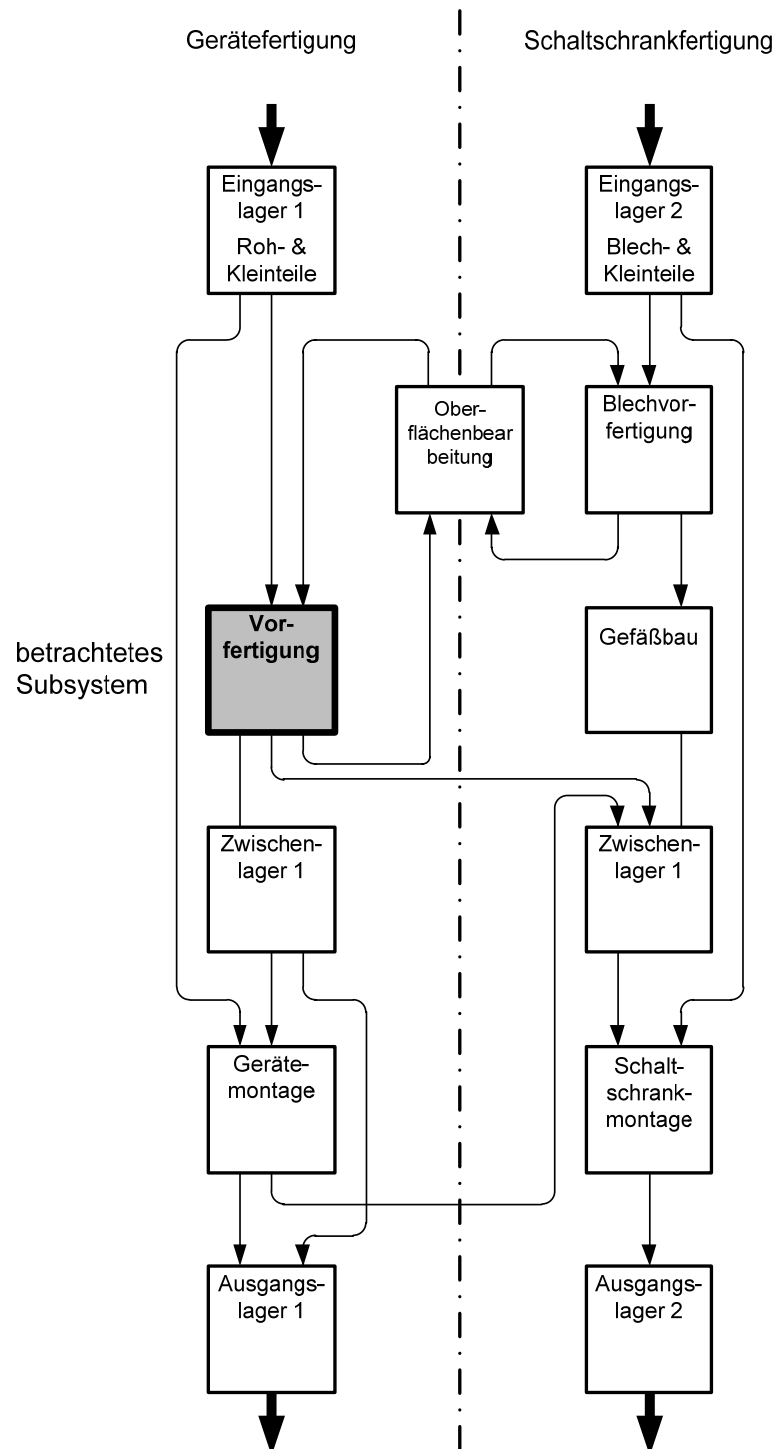 Gerätefertigung
Schaltschrankfertigung
Eingangs-
lager 1
Roh- &
Kleinteile
Eingangs-
lager 2
Blech- &
Kleinteile
Ober-
flächenbear
beitung
Blechvor-
fertigung
betrachtetes
Subsystem
Vor-
fertigung
Gefäßbau
Zwischen-
lager 1
Zwischen-
lager 1
Geräte-
montage
Schalt-
schrank-
montage
Ausgangs-
lager 1
Ausgangs-
lager 2